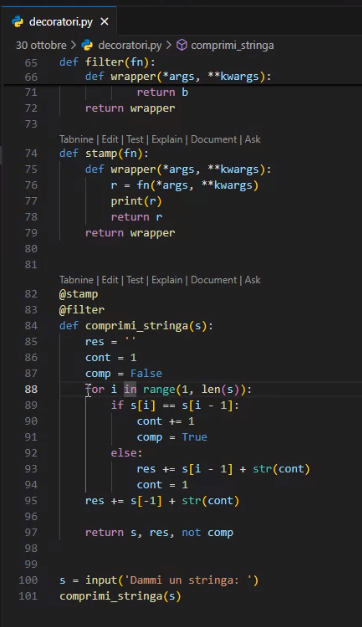 decoratori.py ×
30 ottobre > decoratori.py > comprimi_stringa
65 def filter(fn):
66     def wrapper(*args, **kwargs):
71             return b
72     return wrapper
73
Tabnine | Edit | Test | Explain | Document | Ask
74 def stamp(fn):
75     def wrapper(*args, **kwargs):
76         r = fn(*args, **kwargs)
77         print(r)
78         return r
79     return wrapper
80
81
Tabnine | Edit | Test | Explain | Document | Ask
82 @stamp
83 @filter
84 def comprimi_stringa(s):
85     res = ''
86     cont = 1
87     comp = False
88     for i in range(1, len(s)):
89         if s[i] == s[i - 1]:
90             cont += 1
91             comp = True
92         else:
93             res += s[i - 1] + str(cont)
94             cont = 1
95     res += s[-1] + str(cont)
96
97     return s, res, not comp
98
99
100 s = input('Dammi un stringa: ')
101 comprimi_stringa(s)